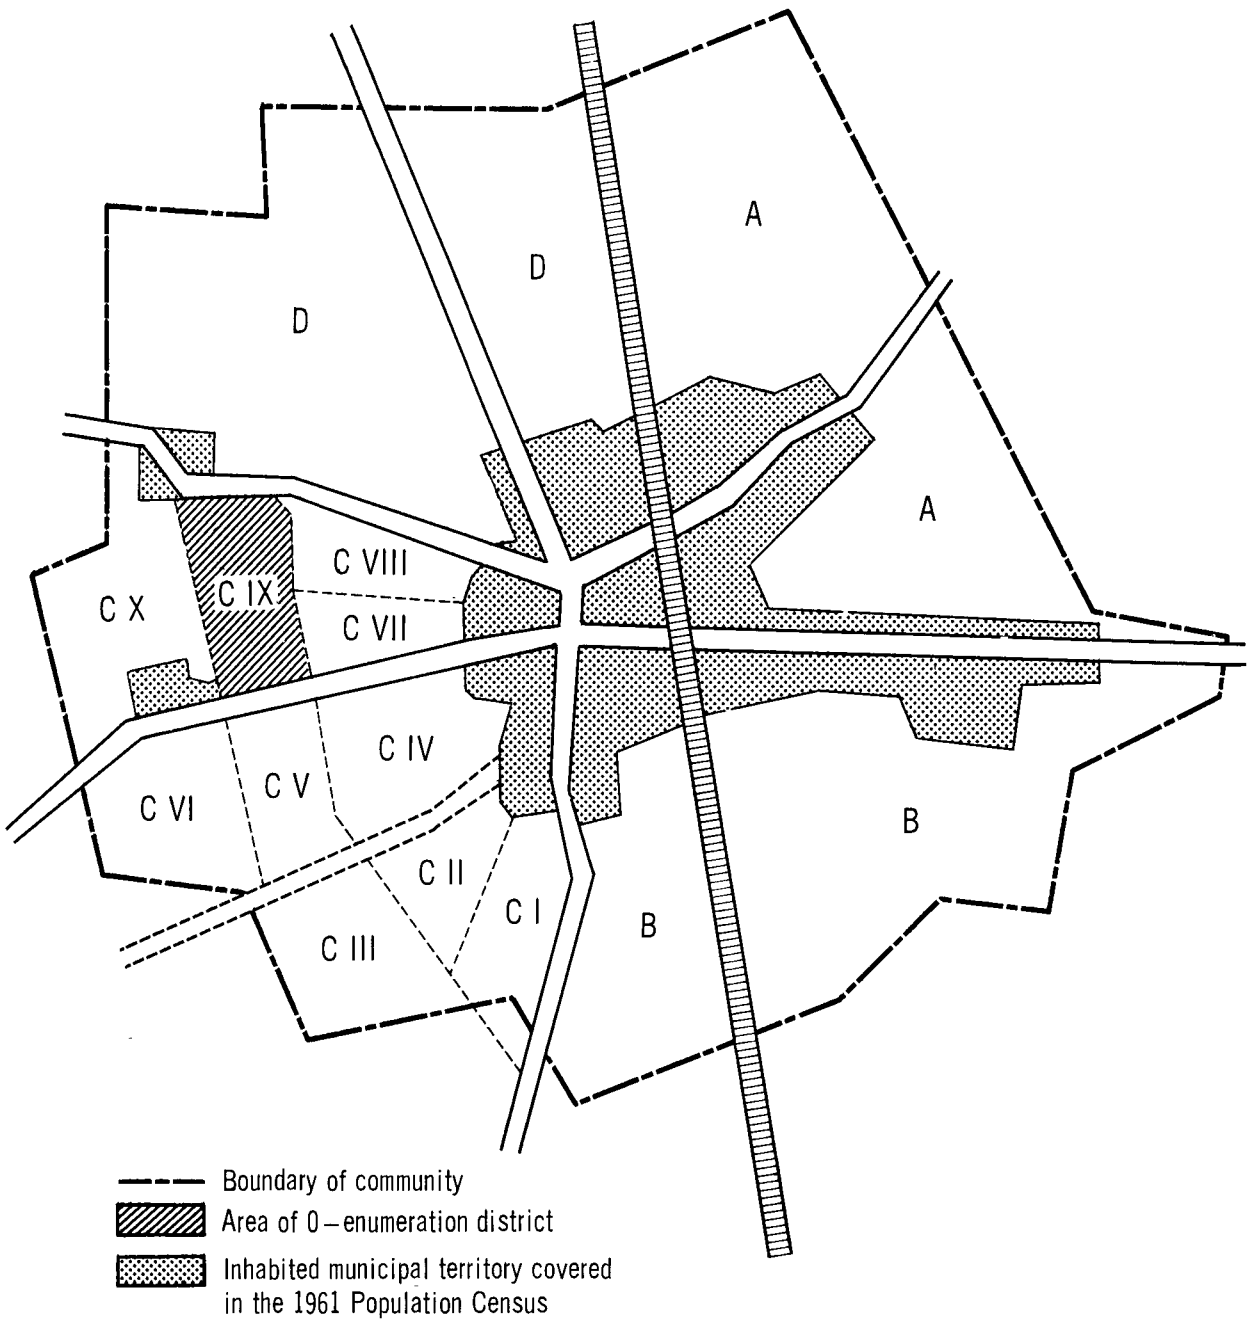 A
D
D
A
C VIII
C IX
C X
C VII
C IV
C V
C VI
B
C II
C I
B
C III
Boundary of community
Area of 0–enumeration district
Inhabited municipal territory covered
in the 1961 Population Census